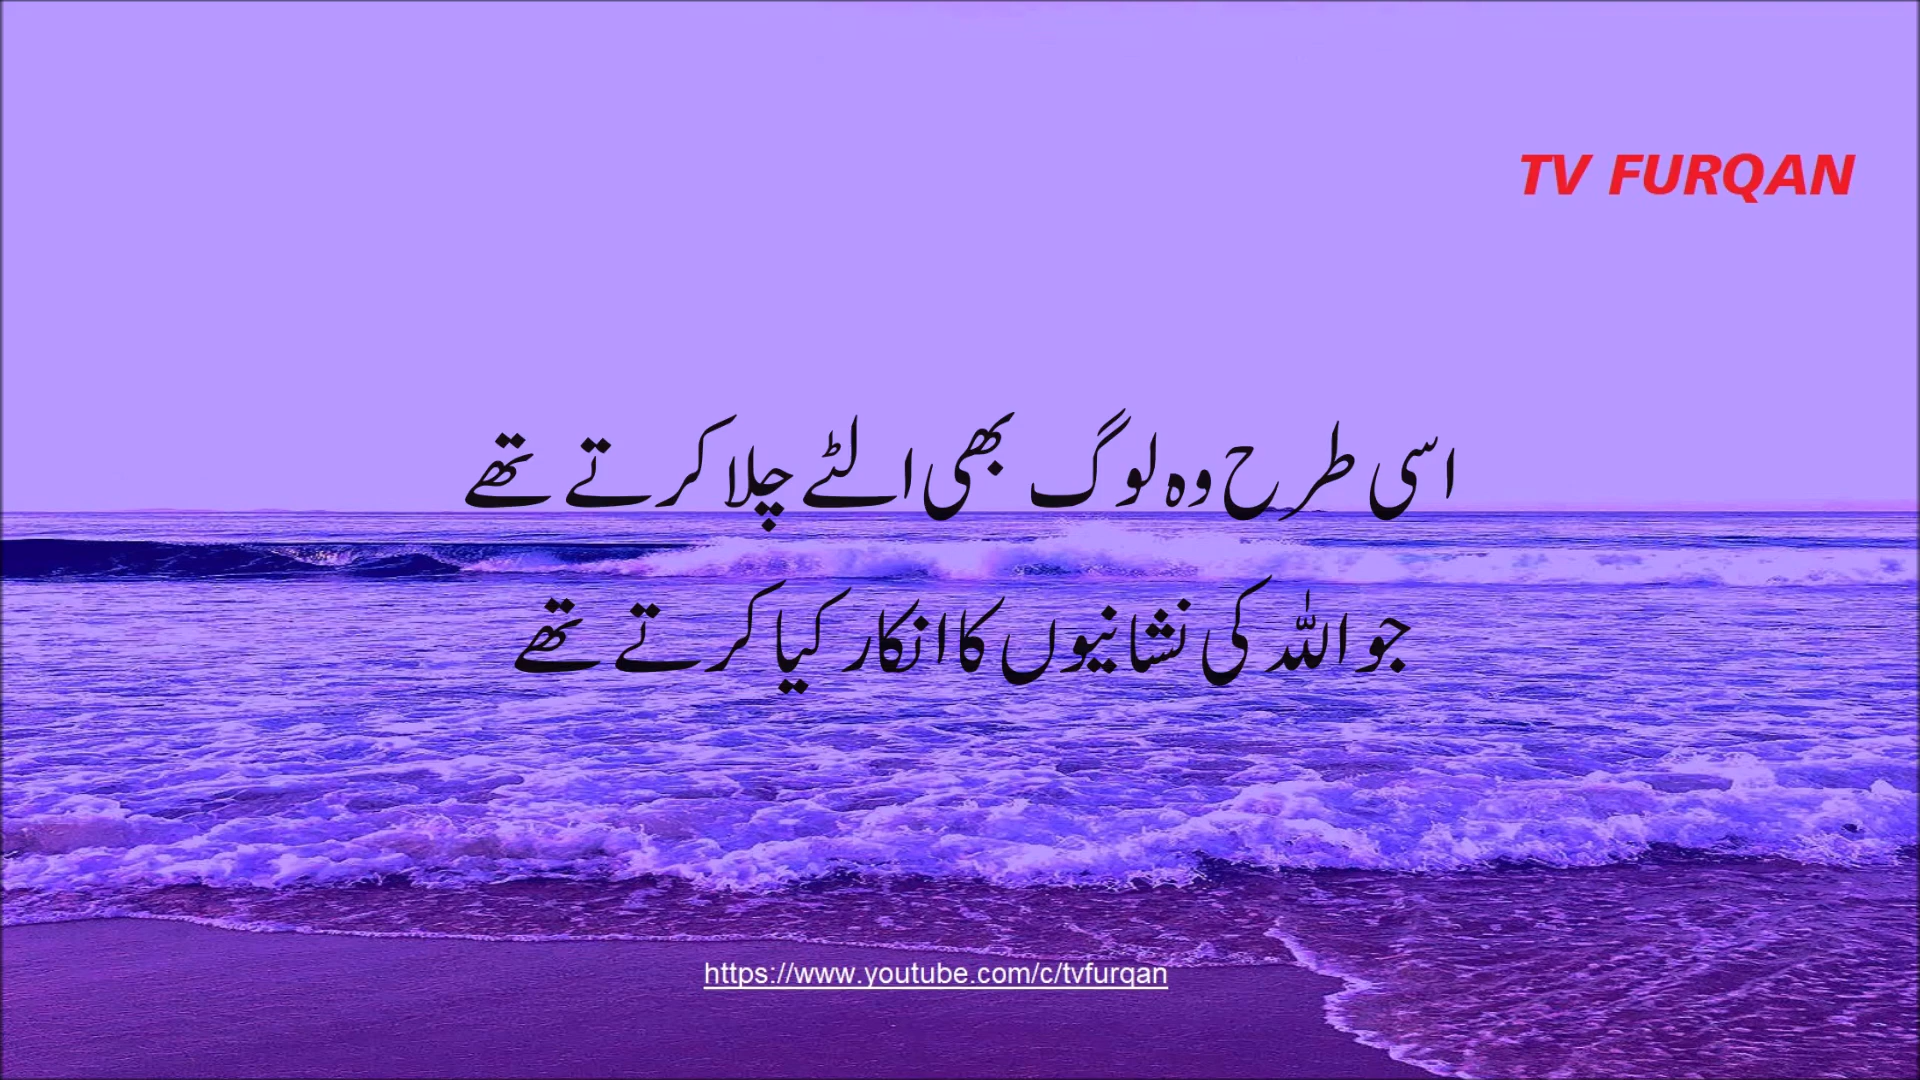 TV FURQAN
اسی طرح وہ لوگ بھی الٹے چلا کرتے تھے
جو اللہ کی نشانیوں کا انکار کیا کرتے تھے
https://www.youtube.com/c/tvfurqan